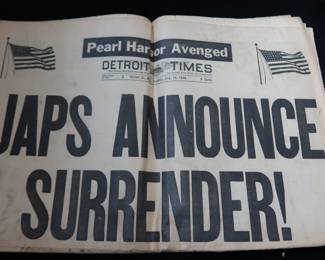 Pearl Harbor Avenged
DETROIT TIMES
JAPS ANNOUNCE
SURRENDER!